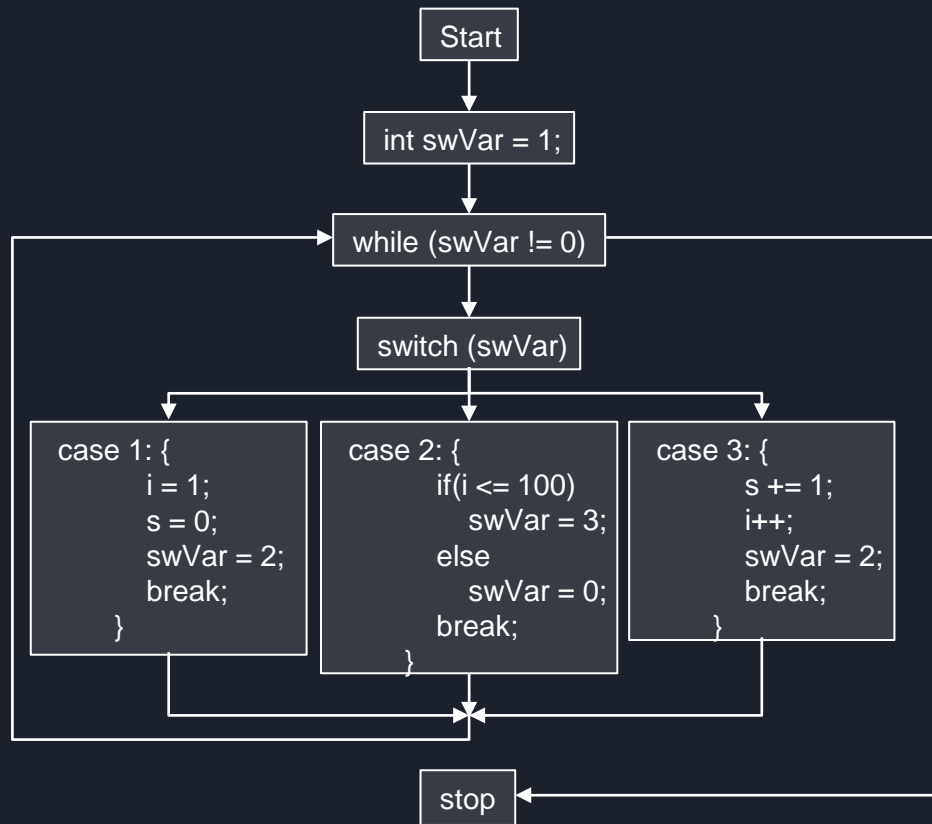 Start
int swVar = 1;
while (swVar != 0)
switch (swVar)
case 1: {
i = 1;
s = 0;
swVar = 2;
break;
}
case 2: {
if(i <= 100)
swVar = 3;
else
swVar = 0;
break;
}
case 3: {
s += 1;
i++;
swVar = 2;
break;
}
stop